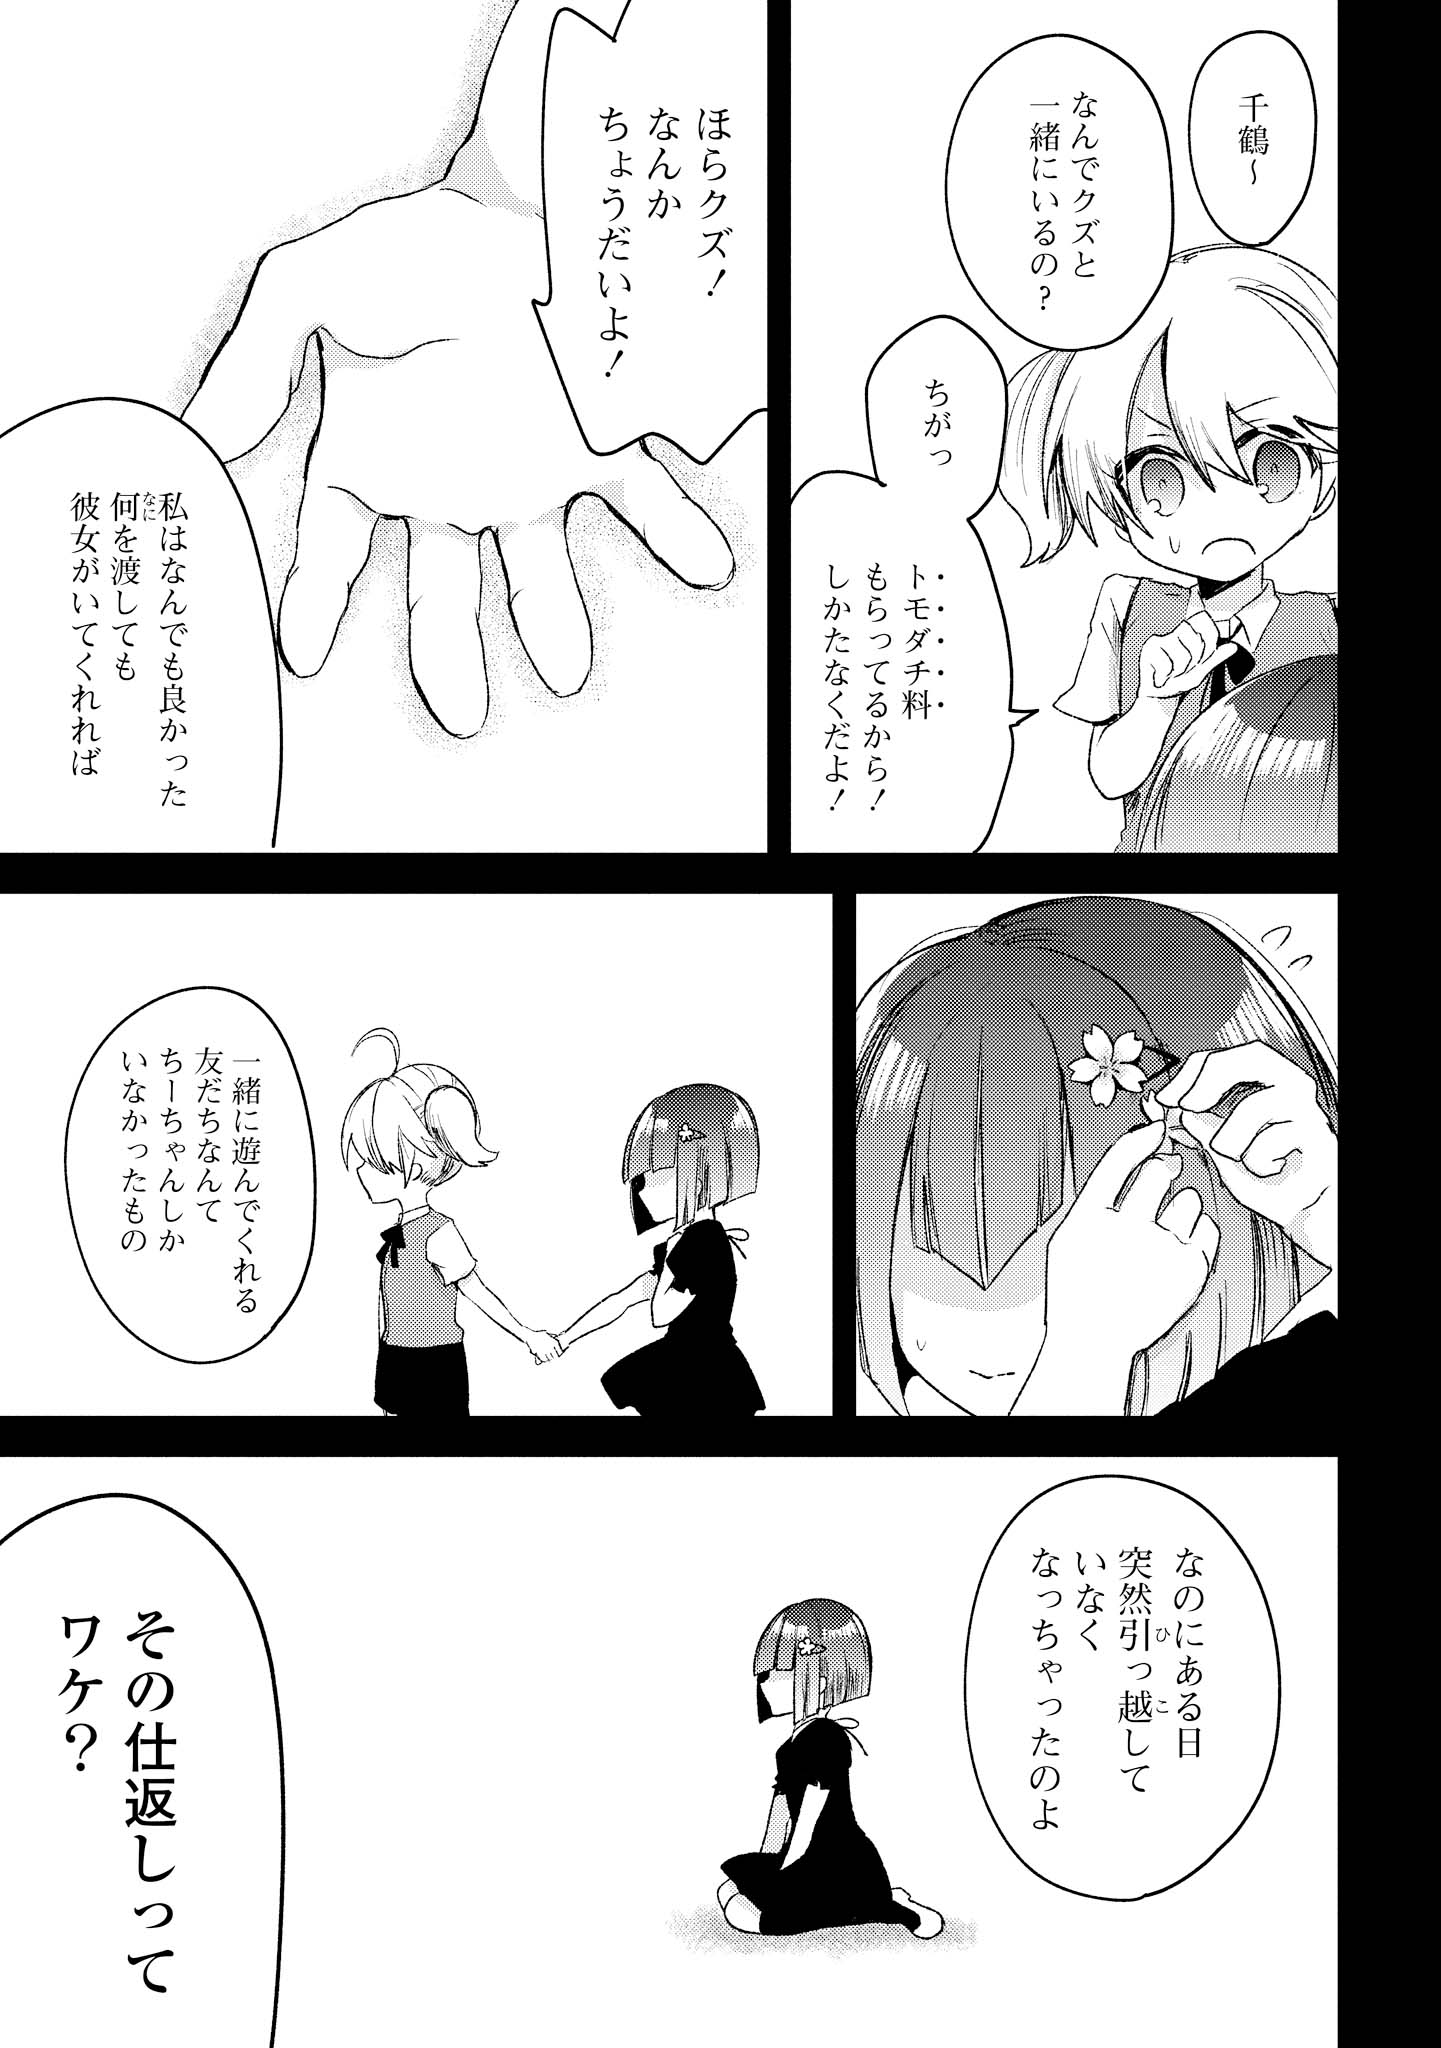 千鶴～
なんでクズと
一緒にいるの？
ちがっ
トモダチ料
もらってるから！
しかたなくだよ！
ほらクズ！
なんか
ちょうだいよ！
私はなんでも良かった
何を渡しても
なに
彼女がいてくれれば
一緒に遊んでくれる
友だちなんて
ちーちゃんしか
いなかったもの
なのにある日
突然引っ越して
ひ
こ
いなく
なっちゃったのよ
その仕返しって
ワケ？